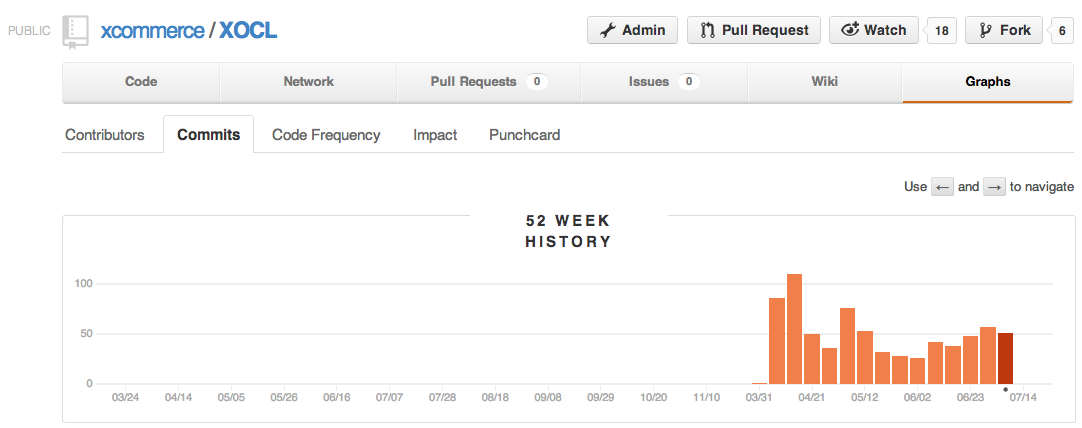 PUBLIC xcommerce / XOCL Admin Pull Request Watch 18 Fork 6
Code Network Pull Requests 0 Issues 0 Wiki Graphs
Contributors Commits Code Frequency Impact Punchcard
Use ← and → to navigate
52 WEEK
HISTORY
100
50
0
03/24 04/14 05/05 05/26 06/16 07/07 07/28 08/18 09/08 09/29 10/20 11/10 03/31 04/21 05/12 06/02 06/23 07/14